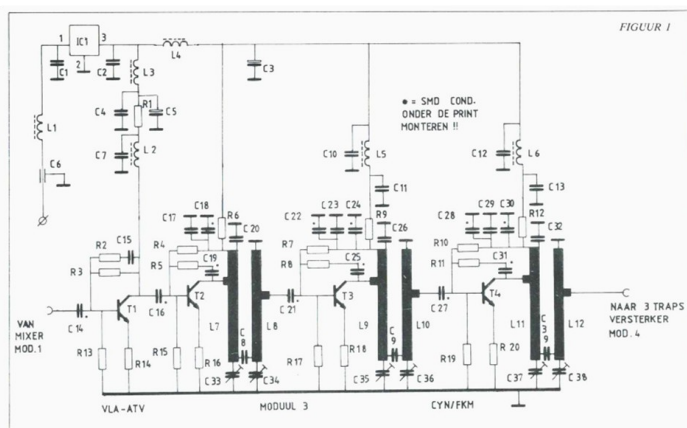 FIGUUR 1
1 IC1 3
2
L4
C1
C2
L3
C3
C4
R1
C5
● = SMD COND.
ONDER DE PRINT
MONTEREN !!
L1
C7
L2
C10
L5
C12
L6
C6
C11
C13
C17
C18
R6
C20
C22
C23
C24
R9
C26
C28
C29
C30
R12
C32
R2
C15
R4
R7
R10
R3
R5
C19
R8
C25
R11
C31
VAN
MIXER
MOD.1
C14
T1
C16
T2
L7
L8
C21
T3
L9
L10
C27
T4
L11
L12
NAAR 3 TRAPS
VERSTERKER
MOD. 4
R13
R14
R15
R16
C8
R17
R18
C9
R19
R 20
C39
C33
C34
C35
C36
C37
C38
VLA-ATV
MODUUL 3
CYN/FKM